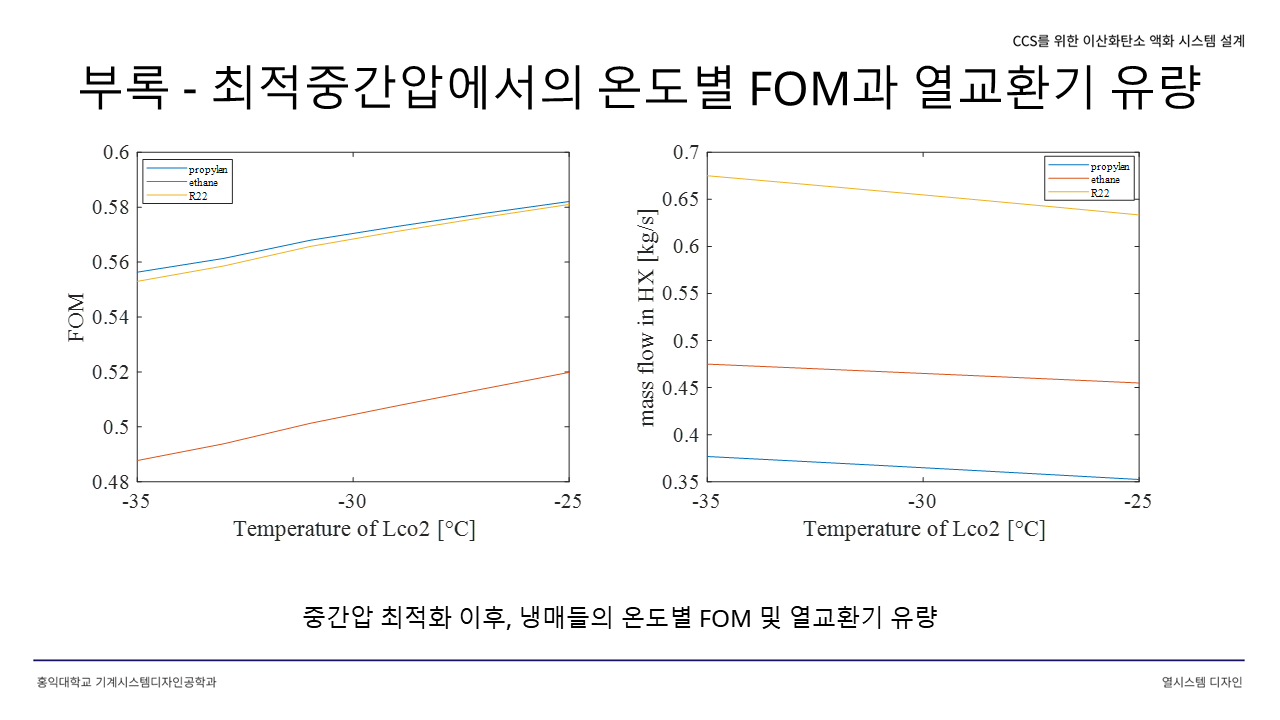 CCS를 위한 이산화탄소 액화 시스템 설계
부록 - 최적중간압에서의 온도별 FOM과 열교환기 유량
0.6
0.58
0.56
0.54
0.52
0.5
0.48
FOM
propylen
ethane
R22
-35
-30
-25
Temperature of Lco2 [°C]
0.7
0.65
0.6
0.55
0.5
0.45
0.4
0.35
mass flow in HX [kg/s]
propylen
ethane
R22
-35
-30
-25
Temperature of Lco2 [°C]
중간압 최적화 이후, 냉매들의 온도별 FOM 및 열교환기 유량
홍익대학교 기계시스템디자인공학과
열시스템 디자인